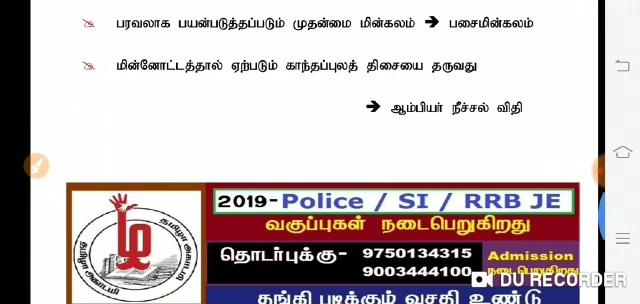 பரவலாக பயன்படுத்தப்படும் முதன்மை மின்கலம் → பசைமின்கலம்
மின்னோட்டத்தால் ஏற்படும் காந்தப்புலத் திசையை தருவது
→ ஆம்பியர் நீச்சல் விதி
2019- Police / SI / RRB JE
வகுப்புகள் நடைபெறுகிறது
தொடர்புக்கு- 9750134315
9003444100
Admission
நடைபெறுகிறது
DU RECORDER
தங்கி படிக்கும் வசதி உண்டு
ழ